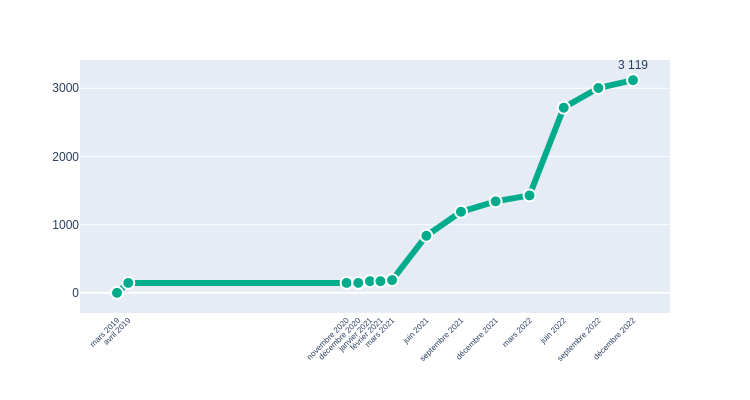 3 119
3000
2000
1000
0
mars 2019
avril 2019
novembre 2020
décembre 2020
janvier 2021
février 2021
mars 2021
juin 2021
septembre 2021
décembre 2021
mars 2022
juin 2022
septembre 2022
décembre 2022